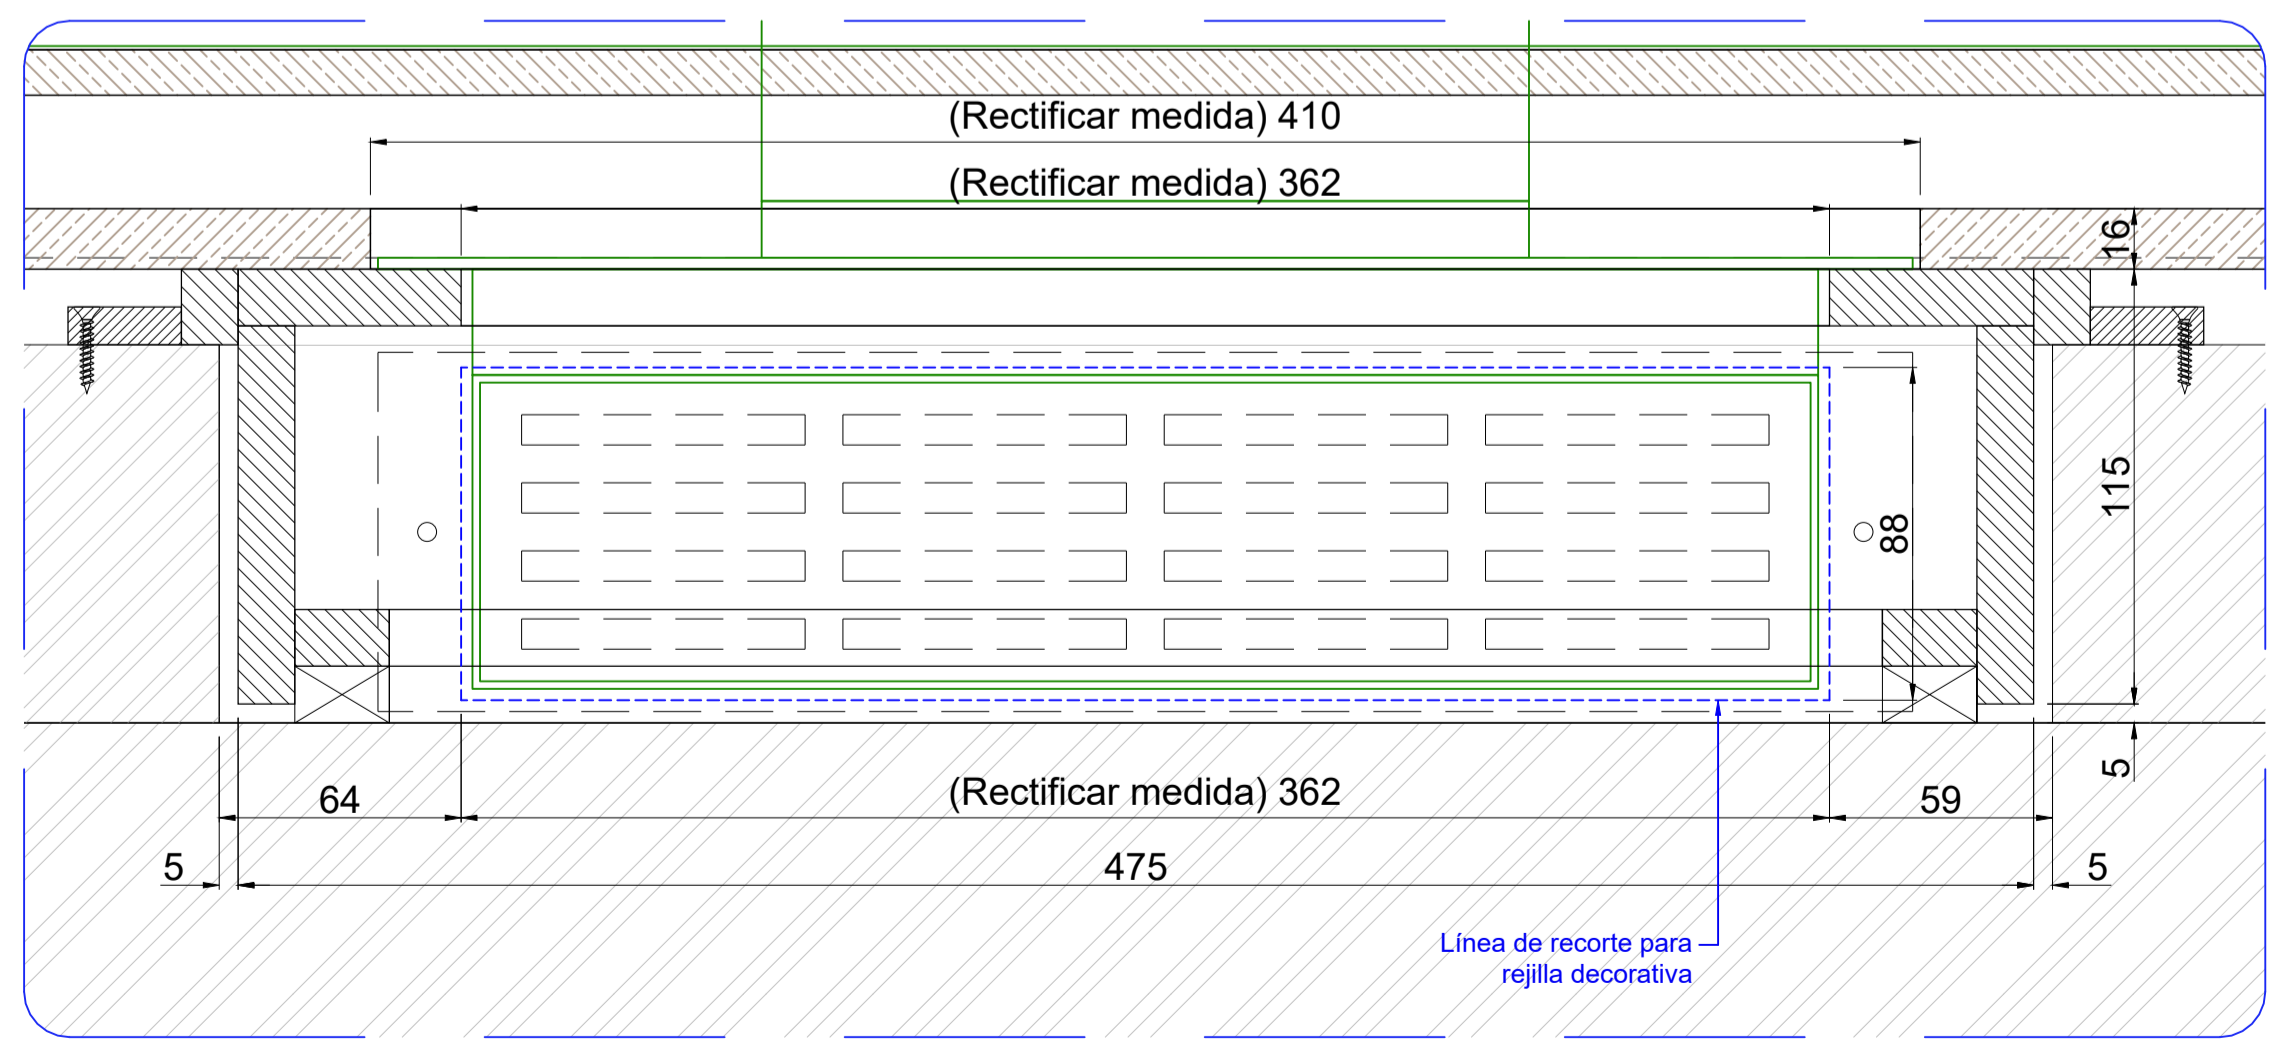 (Rectificar medida) 410
(Rectificar medida) 362
16
115
88
5
64
(Rectificar medida) 362
59
5
475
5
Línea de recorte para
rejilla decorativa